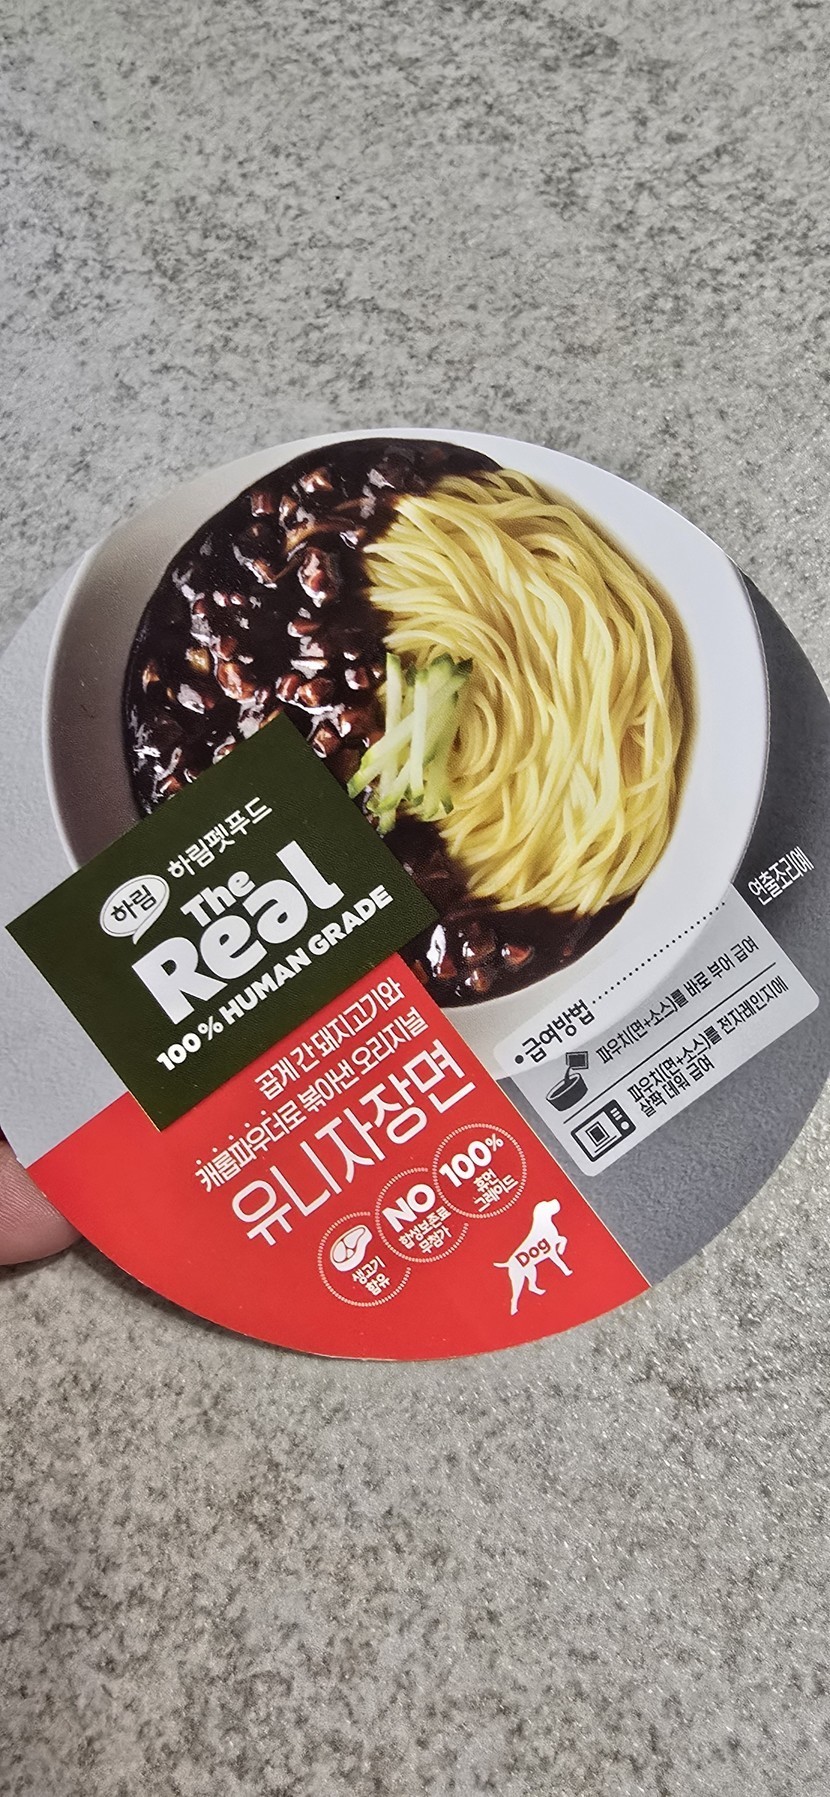 하림 하림펫푸드
The
Real
100% HUMAN GRADE
곱게 간 돼지고기와
캐롭파우더로 볶아낸 오리지널
유니자장면
생고기
함유
NO
합성보존료
무첨가
100%
휴먼
그레이드
Dog
연출조리예
•급여방법
파우치(면+소스)를 바로 부어 급여
파우치(면+소스)를 전자레인지에
살짝 데워 급여